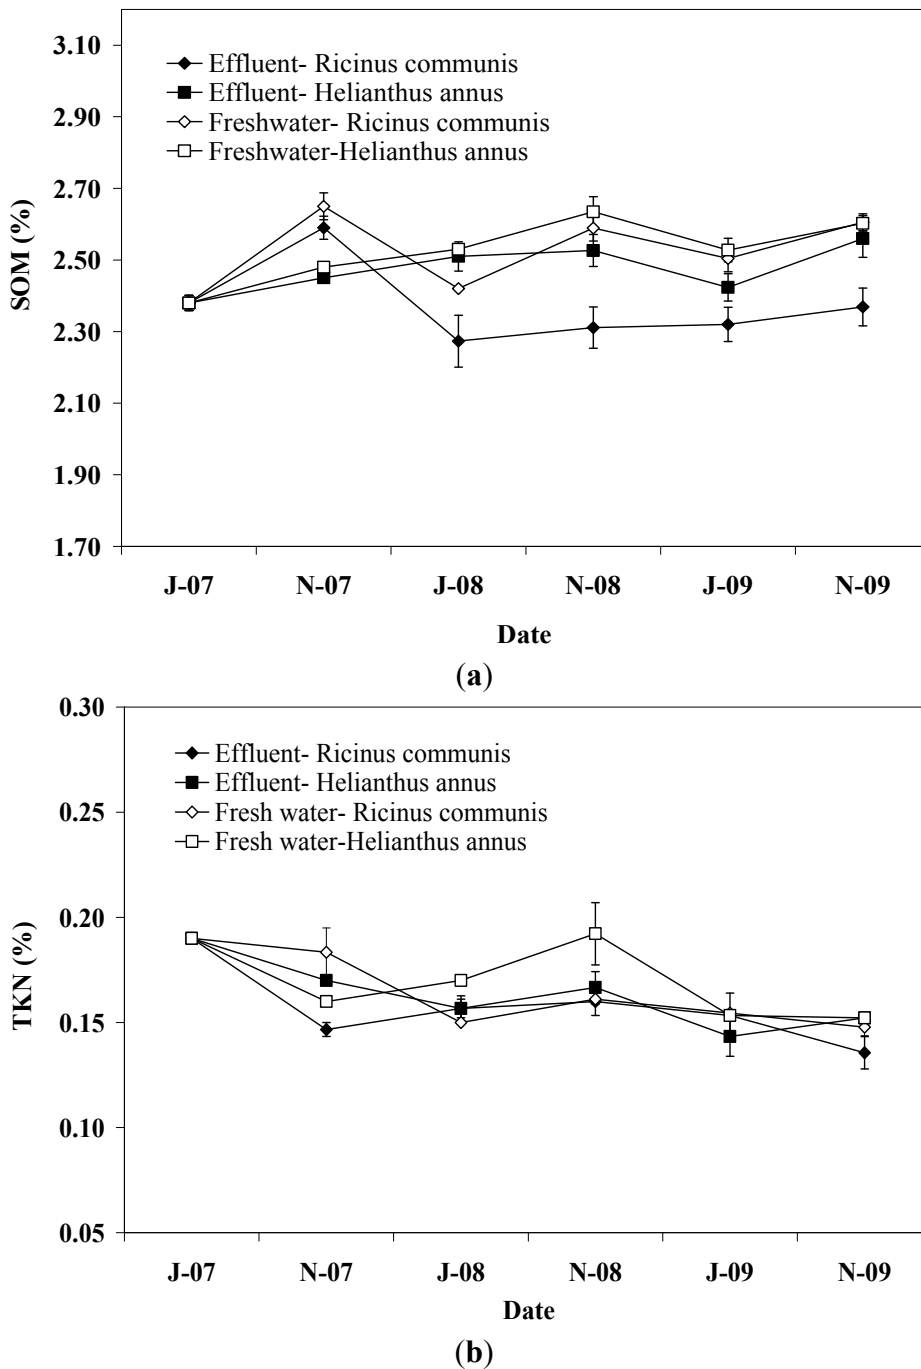 3.10
2.90
2.70
2.50
2.30
2.10
1.90
1.70
SOM (%)
Effluent- Ricinus communis
Effluent- Helianthus annus
Freshwater- Ricinus communis
Freshwater-Helianthus annus
J-07 N-07 J-08 N-08 J-09 N-09
Date
(a)
0.30
0.25
0.20
0.15
0.10
0.05
TKN (%)
Effluent- Ricinus communis
Effluent- Helianthus annus
Fresh water- Ricinus communis
Fresh water-Helianthus annus
J-07 N-07 J-08 N-08 J-09 N-09
Date
(b)